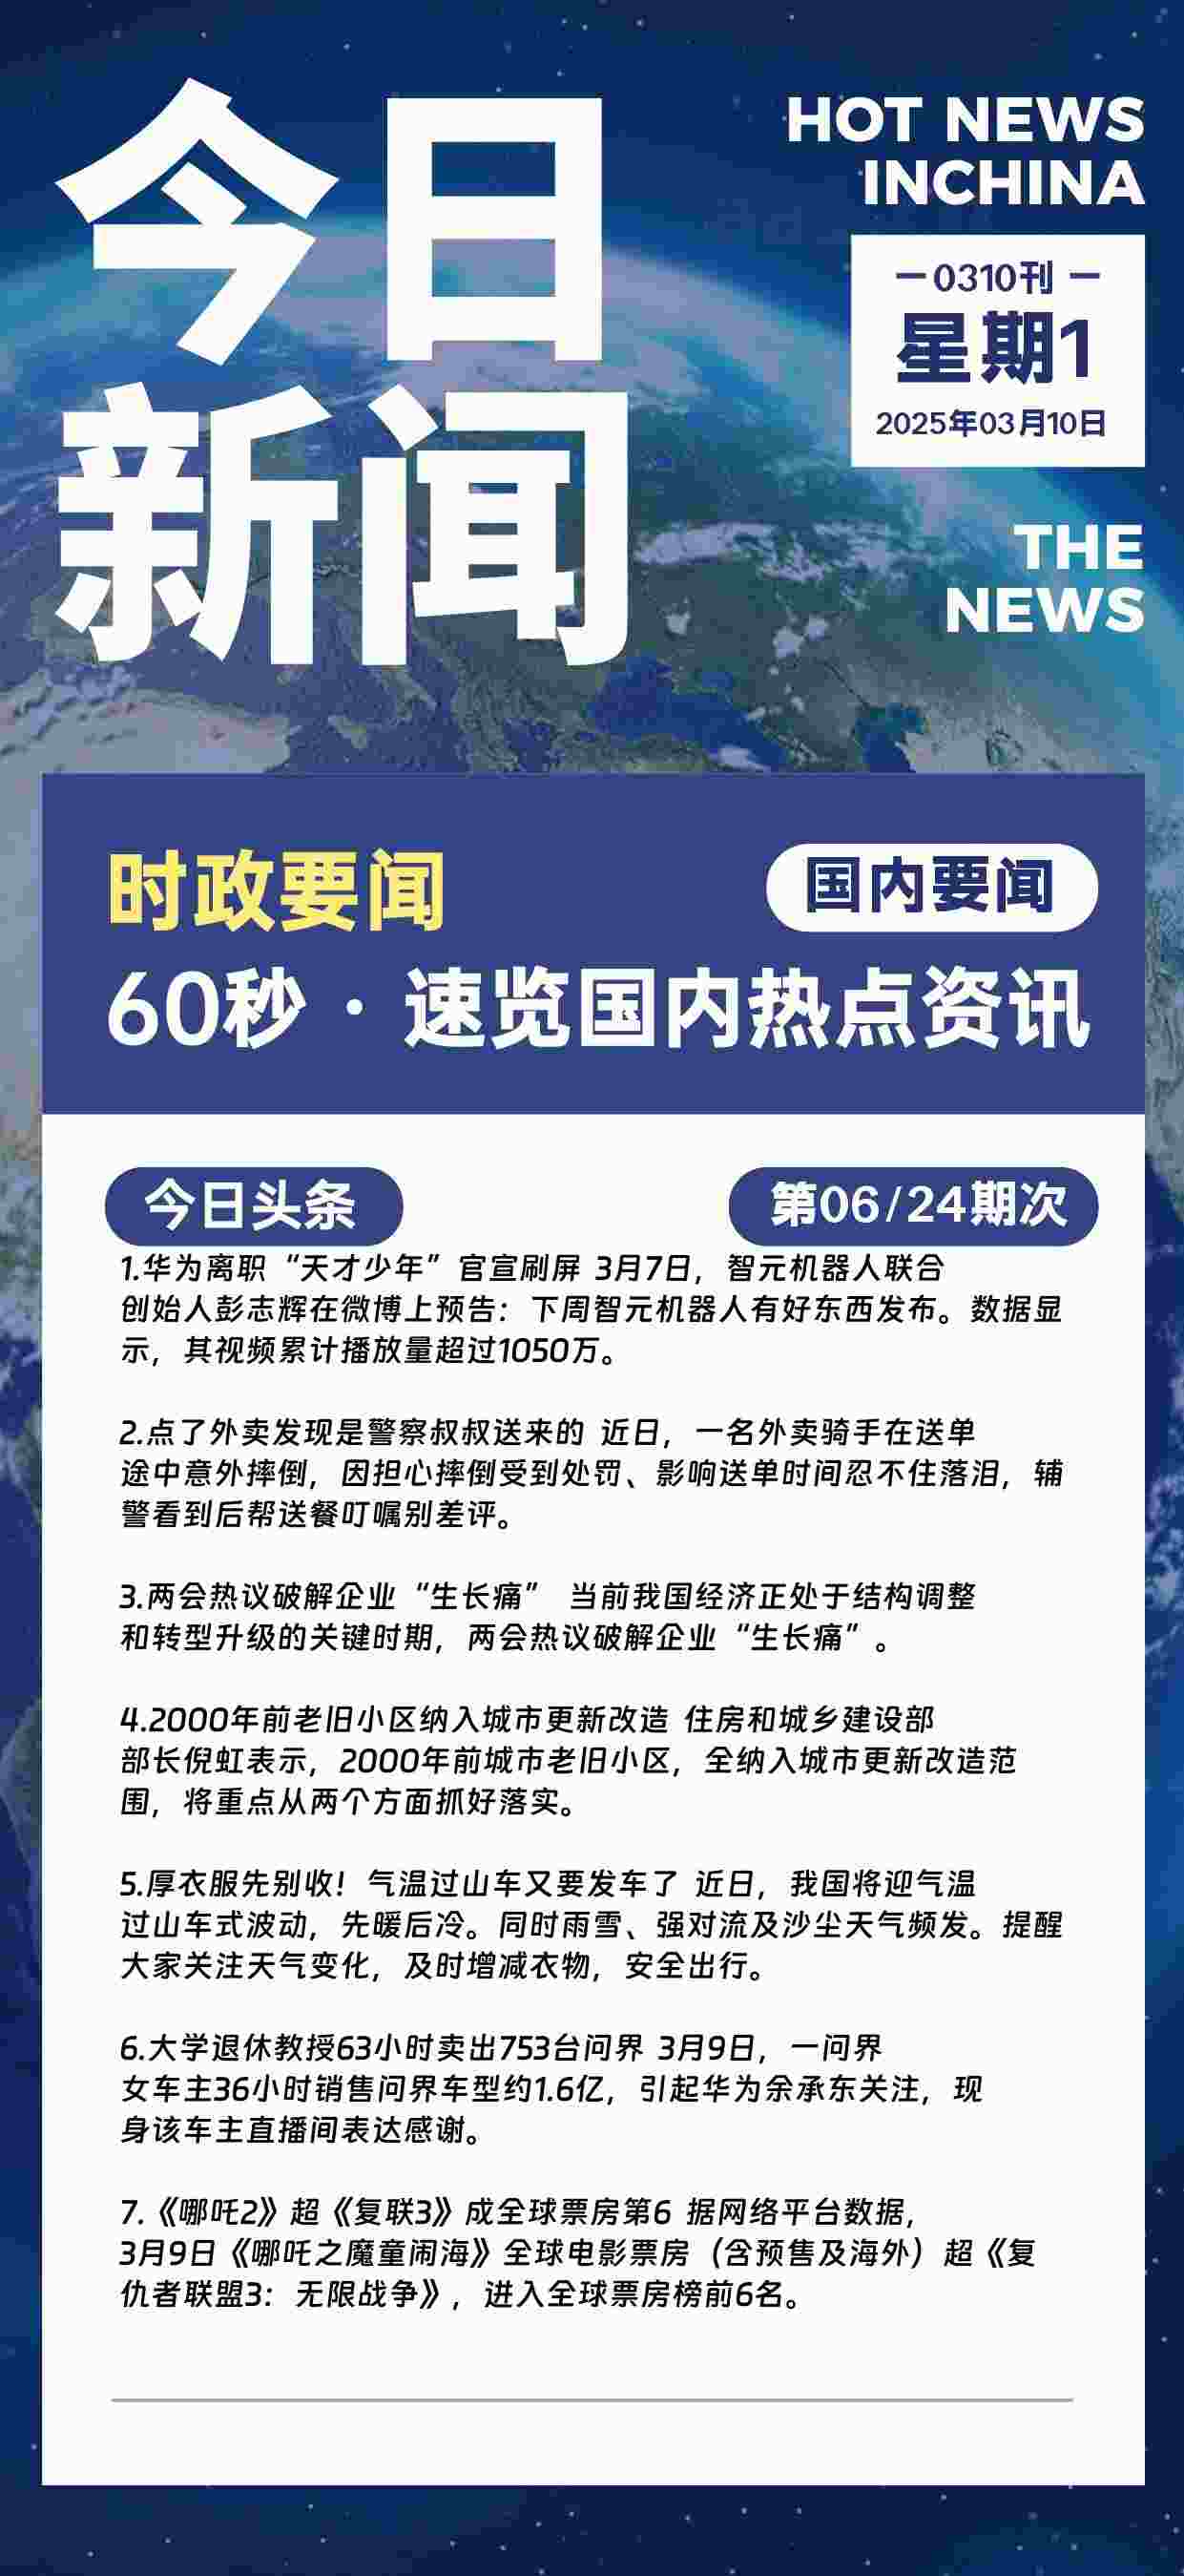 今日
新闻
HOT NEWS
INCHINA
0310刊
星期1
2025年03月10日
THE
NEWS
时政要闻
国内要闻
60秒·速览国内热点资讯
今日头条
第06/24期次
1.华为离职“天才少年”官宣刷屏 3月7日，智元机器人联合
创始人彭志辉在微博上预告：下周智元机器人有好东西发布。数据显
示，其视频累计播放量超过1050万。
2.点了外卖发现是警察叔叔送来的 近日，一名外卖骑手在送单
途中意外摔倒，因担心摔倒受到处罚、影响送单时间忍不住落泪，辅
警看到后帮送餐叮嘱别差评。
3.两会热议破解企业“生长痛” 当前我国经济正处于结构调整
和转型升级的关键时期，两会热议破解企业“生长痛”。
4.2000年前老旧小区纳入城市更新改造 住房和城乡建设部
部长倪虹表示，2000年前城市老旧小区，全纳入城市更新改造范
围，将重点从两个方面抓好落实。
5.厚衣服先别收！气温过山车又要发车了 近日，我国将迎气温
过山车式波动，先暖后冷。同时雨雪、强对流及沙尘天气频发。提醒
大家关注天气变化，及时增减衣物，安全出行。
6.大学退休教授63小时卖出753台问界 3月9日，一问界
女车主36小时销售问界车型约1.6亿，引起华为余承东关注，现
身该车主直播间表达感谢。
7.《哪吒2》超《复联3》成全球票房第6 据网络平台数据，
3月9日《哪吒之魔童闹海》全球电影票房（含预售及海外）超《复
仇者联盟3：无限战争》，进入全球票房榜前6名。